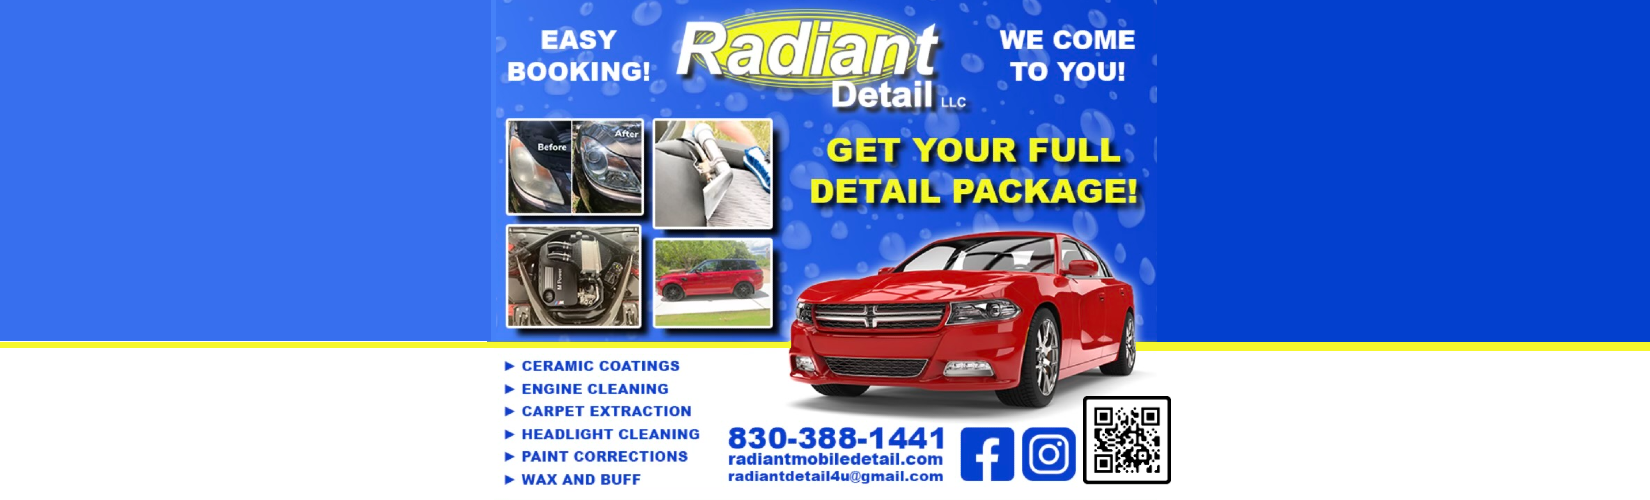 EASY
BOOKING!
Radiant
Detail LLC
WE COME
TO YOU!
Before
After
GET YOUR FULL
DETAIL PACKAGE!
► CERAMIC COATINGS
► ENGINE CLEANING
► CARPET EXTRACTION
► HEADLIGHT CLEANING
► PAINT CORRECTIONS
► WAX AND BUFF
830-388-1441
radiantmobiledetail.com
radiantdetail4u@gmail.com